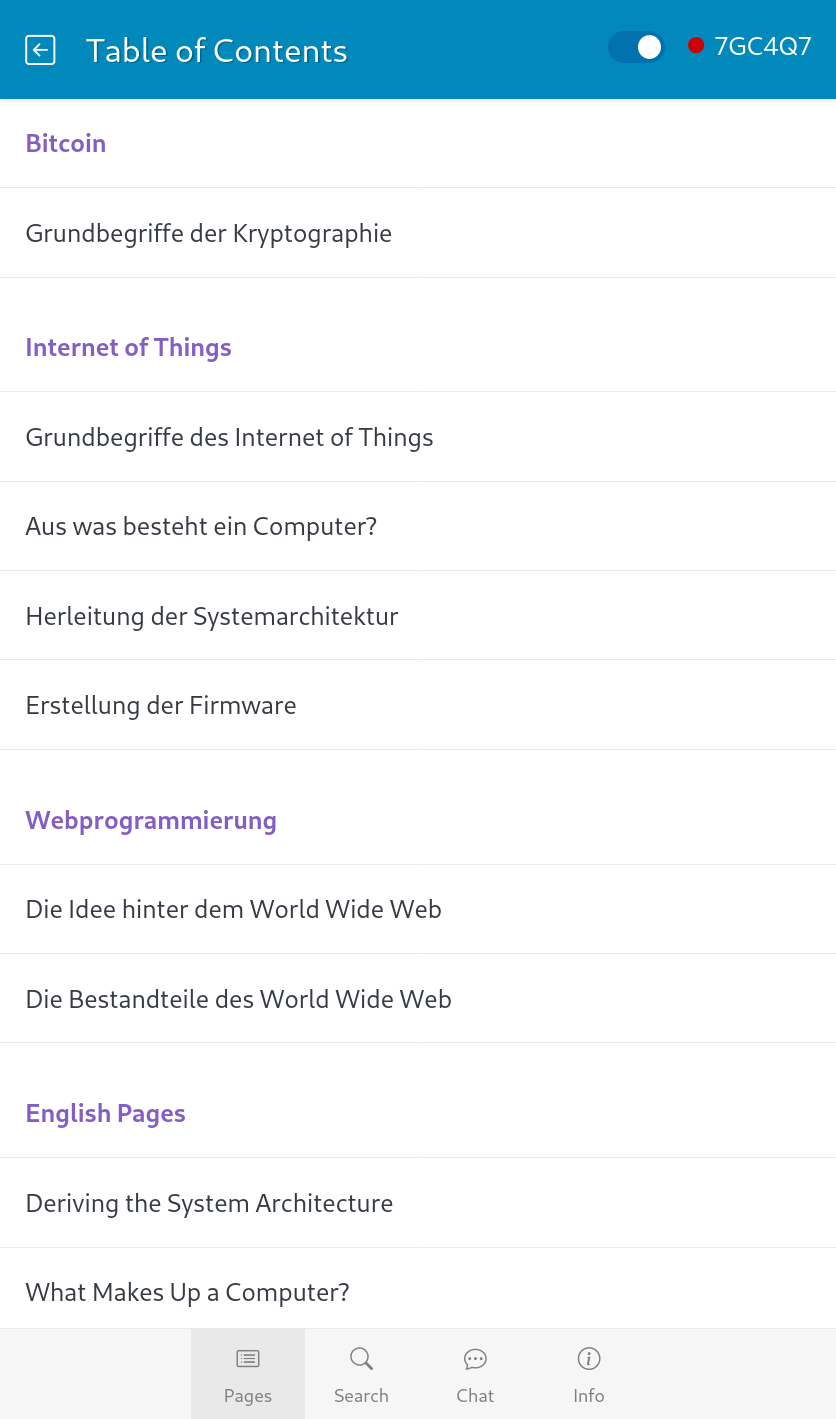 Table of Contents
7GC4Q7
Bitcoin
Grundbegriffe der Kryptographie
Internet of Things
Grundbegriffe des Internet of Things
Aus was besteht ein Computer?
Herleitung der Systemarchitektur
Erstellung der Firmware
Webprogrammierung
Die Idee hinter dem World Wide Web
Die Bestandteile des World Wide Web
English Pages
Deriving the System Architecture
What Makes Up a Computer?
Pages Search Chat Info